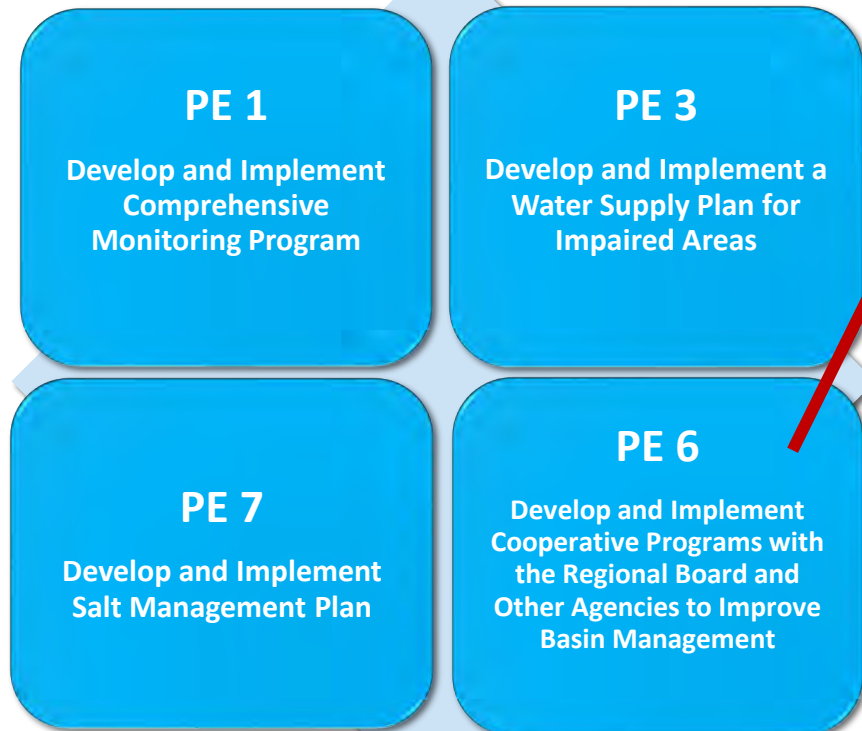 PE 1
Develop and Implement
Comprehensive
Monitoring Program
PE 3
Develop and Implement a
Water Supply Plan for
Impaired Areas
PE 7
Develop and Implement
Salt Management Plan
PE 6
Develop and Implement
Cooperative Programs with
the Regional Board and
Other Agencies to Improve
Basin Management